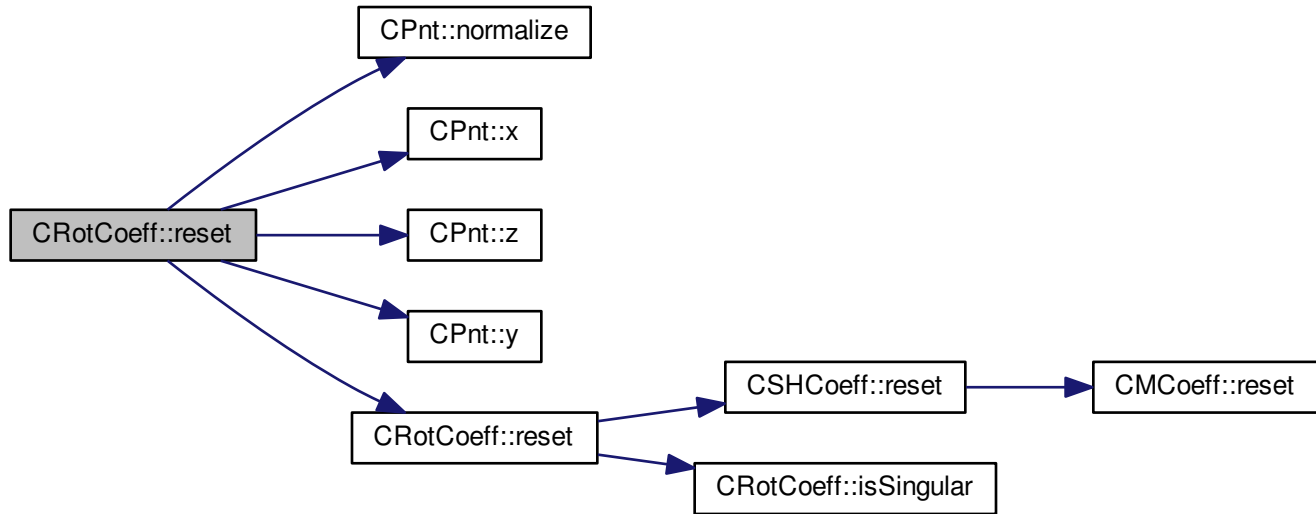 CPnt::normalize
CPnt::x
CRotCoeff::reset
CPnt::z
CPnt::y
CSHCoeff::reset
CMCoeff::reset
CRotCoeff::reset
CRotCoeff::isSingular